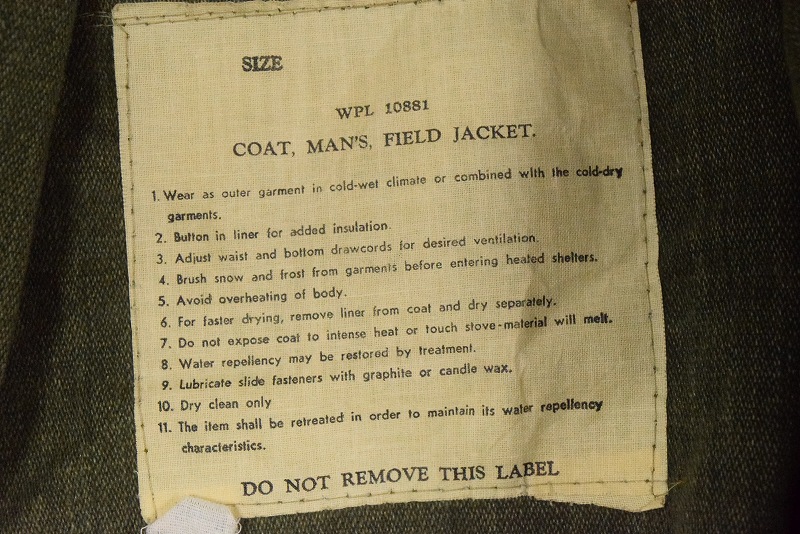 SIZE
WPL 10881
COAT, MAN'S, FIELD JACKET.
1. Wear as outer garment in cold-wet climate or combined with the cold-dry
garments.
2. Button in liner for added insulation.
3. Adjust waist and bottom drawcords for desired ventilation.
4. Brush snow and frost from garments before entering heated shelters.
5. Avoid overheating of body.
6. For faster drying, remove liner from coat and dry separately.
7. Do not expose coat to intense heat or touch stove-material will melt.
8. Water repellency may be restored by treatment.
9. Lubricate slide fasteners with graphite or candle wax.
10. Dry clean only
11. The item shall be retreated in order to maintain its water repellency
characteristics.
DO NOT REMOVE THIS LABEL